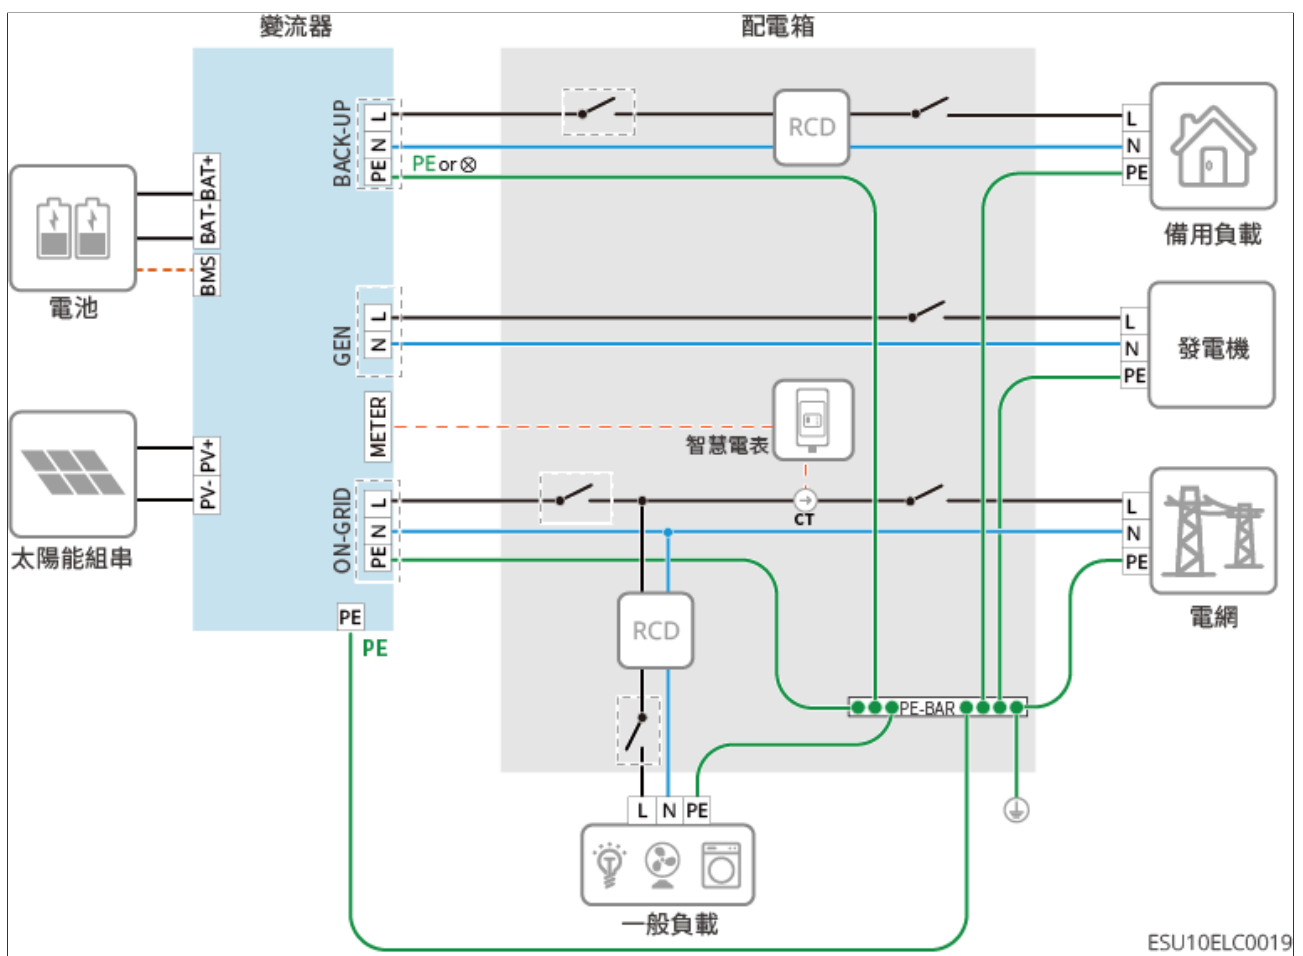 變流器
配電箱
BACK-UP
L
N
PE
PE or ⊗
RCD
L
N
PE
備用負載
BAT+
BAT-
BMS
電池
GEN
L
N
L
N
PE
發電機
METER
智慧電表
CT
PV+
PV-
太陽能組串
ON-GRID
L
N
PE
L
N
PE
電網
PE
PE
RCD
PE-BAR
L N PE
一般負載
ESU10ELC0019